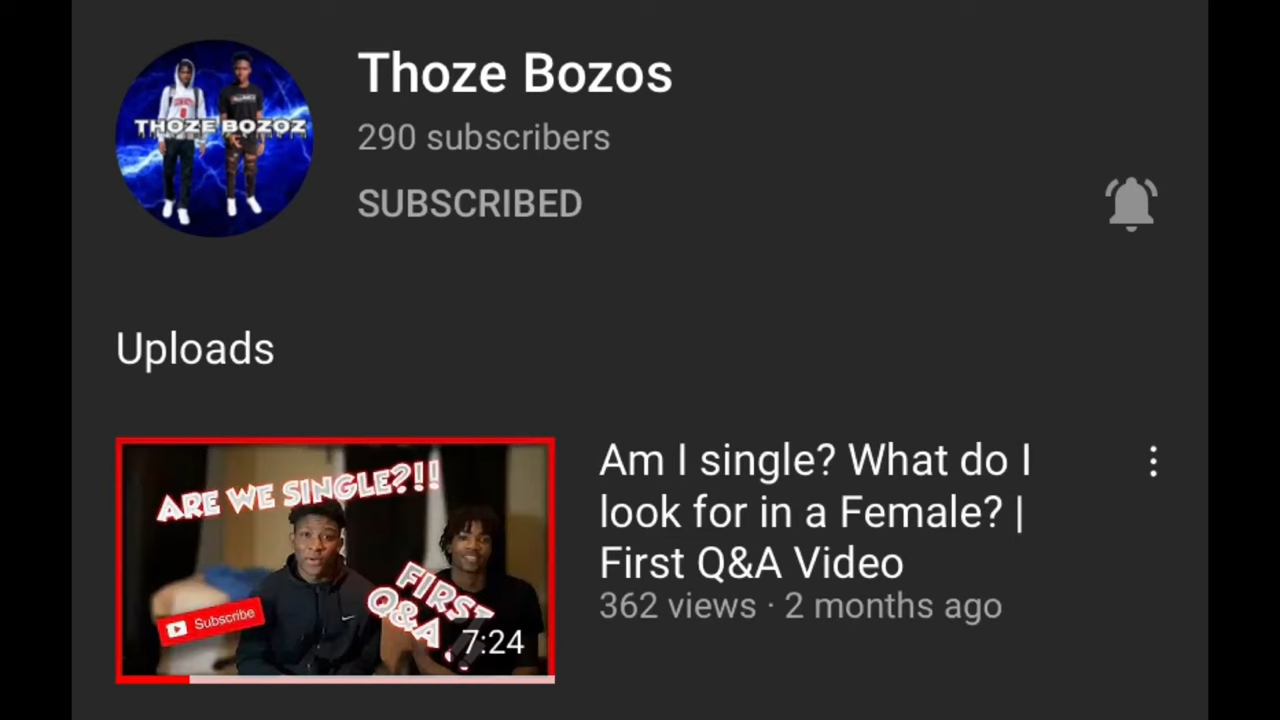 THOZE BOZOZ
Thoze Bozos
290 subscribers
SUBSCRIBED
Uploads
ARE WE SINGLE?!!
FIRST
Q&A
Subscribe
7:24
Am I single? What do I
look for in a Female? |
First Q&A Video
362 views · 2 months ago